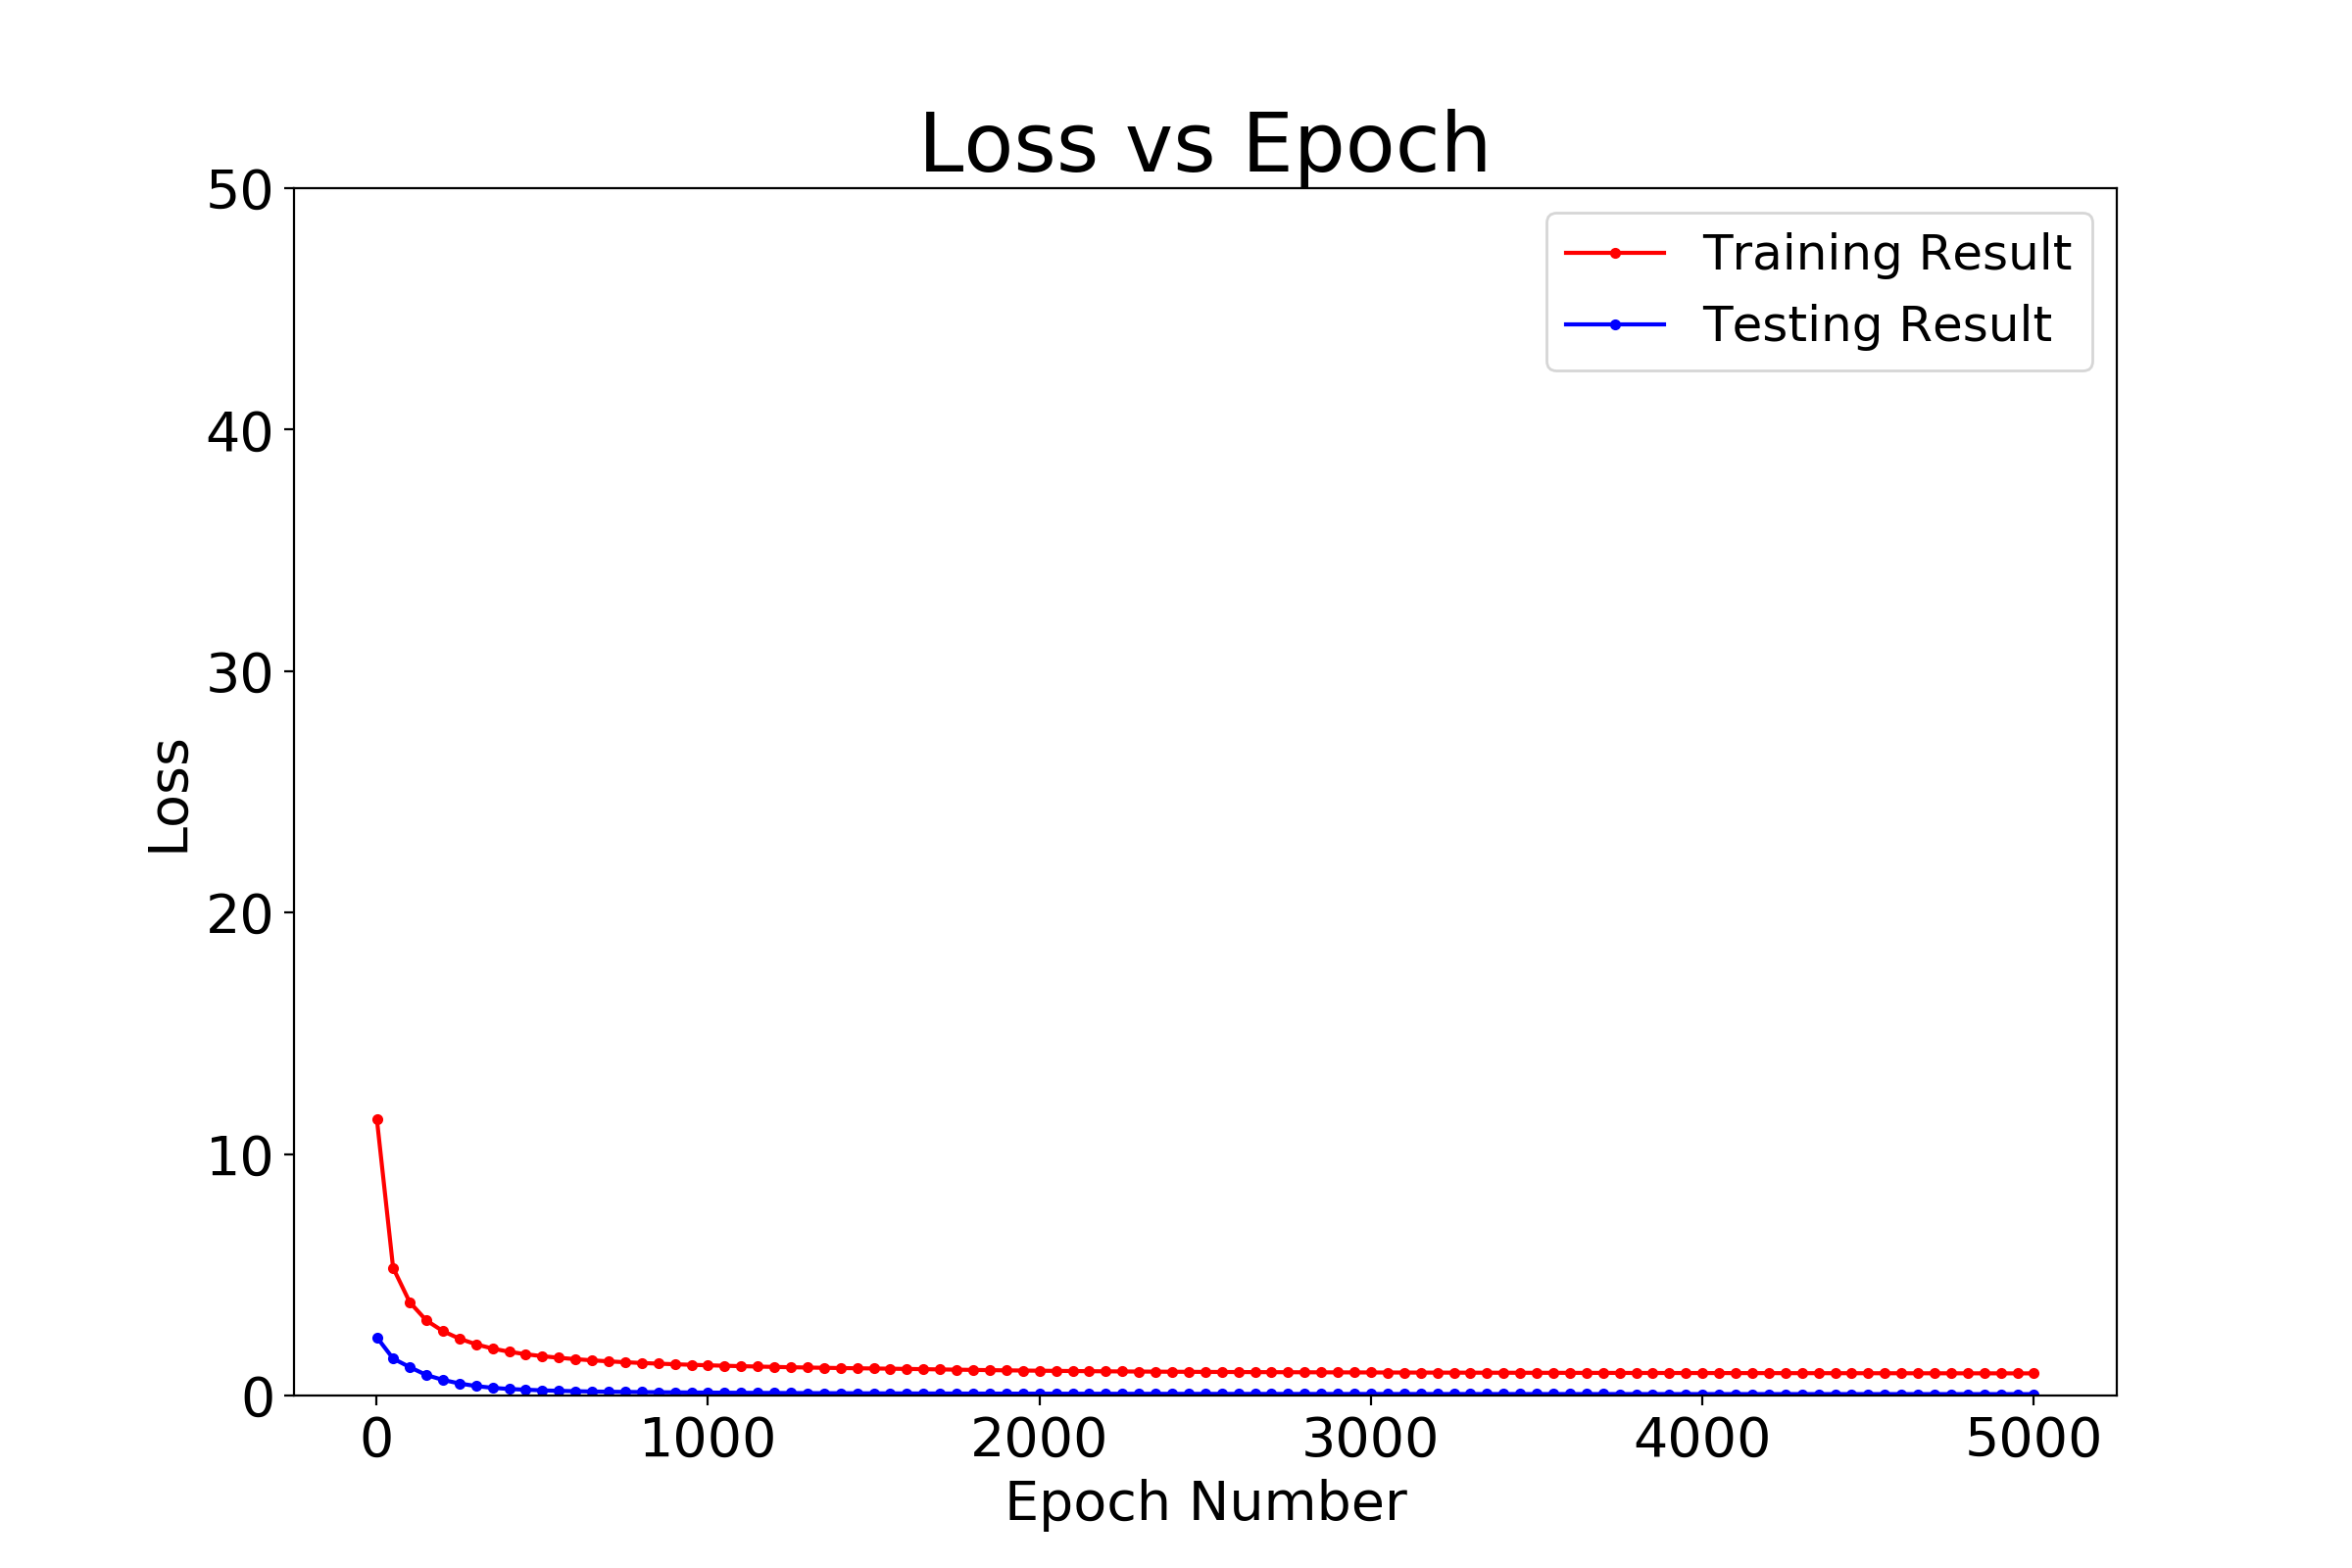 Loss vs Epoch
50
40
30
20
10
0
Loss
Training Result
Testing Result
0 1000 2000 3000 4000 5000
Epoch Number